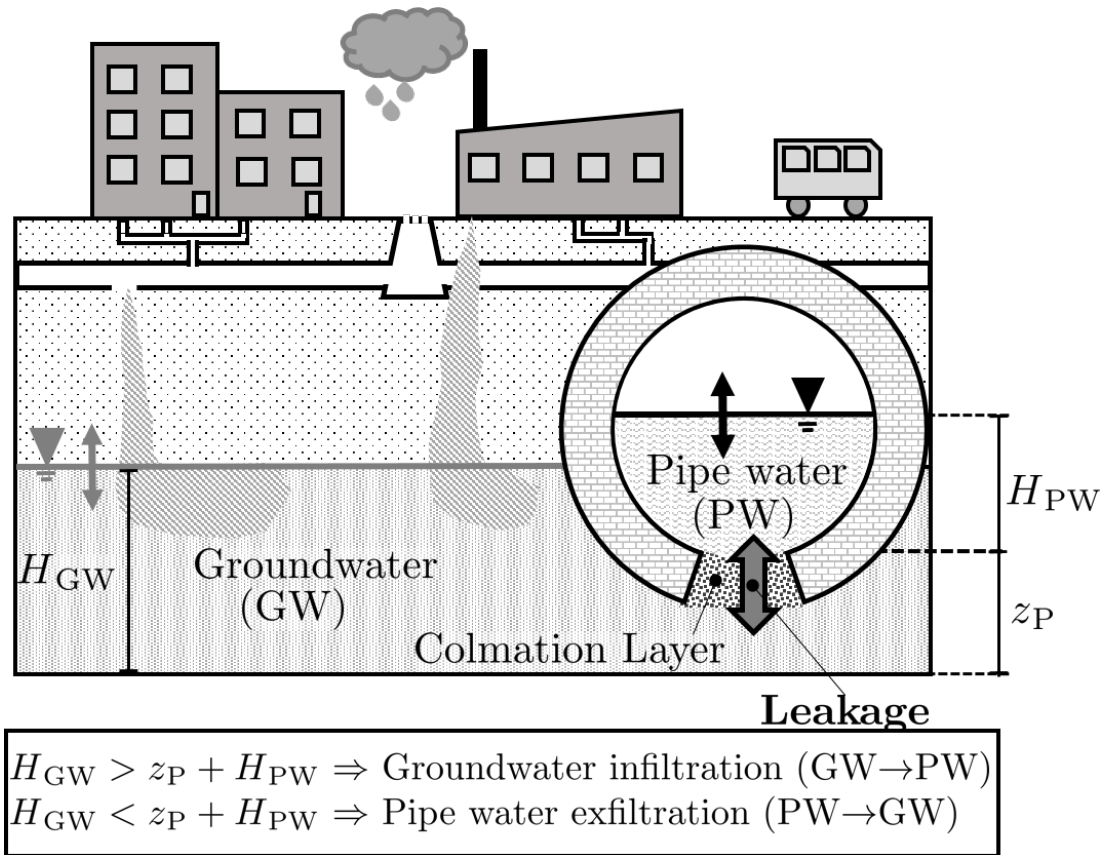 Pipe water
(PW)
H_PW
H_GW
Groundwater
(GW)
z_P
Colmation Layer
Leakage
H_GW > z_P + H_PW ⇒ Groundwater infiltration (GW→PW)
H_GW < z_P + H_PW ⇒ Pipe water exfiltration (PW→GW)